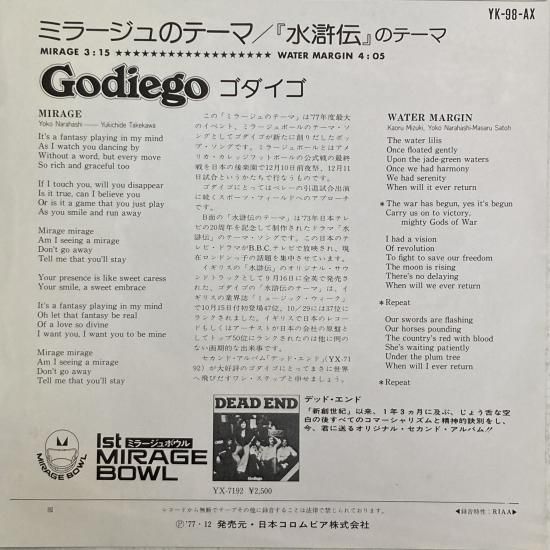 YK-98-AX
ミラージュのテーマ/『水滸伝』のテーマ
MIRAGE 3:15 ★★★★★★★★★★★★★★★★★★ WATER MARGIN 4:05
Godiego ゴダイゴ
MIRAGE
Yoko Narahashi —— Yukichide Takekawa
It's a fantasy playing in my mind
As I watch you dancing by
Without a word, but every move
So rich and graceful too
If I touch you, will you disappear
Is it true, can I believe you
Or is it a game that you just play
As you smile and run away
Mirage mirage
Am I seeing a mirage
Don't go away
Tell me that you'll stay
Your presence is like sweet caress
Your smile, a sweet embrace
It's a fantasy playing in my mind
Oh let that fantasy be real
Of a love so divine
I want you, I want you to be mine
Mirage mirage
Am I seeing a mirage
Don't go away
Tell me that you'll stay
この「ミラージュのテーマ」は'77年度最大
のイベント、ミラージュボールのテーマ・ソ
ングとしてゴダイゴが新たに創りだしたポッ
プ・ソングです。ミラージュボールとはアメ
リカ・カレッジフットボールの公式戦の最終
戦を日本の後楽園で12月10日前夜祭、12月11
日試合というかたちで行なうものです。
ゴダイゴにとってはペレーの引退試合出演
に続くスポーツ・フィールドへのアプローチ
です。
B面の「水滸伝のテーマ」は'73年日本テレ
ビの20周年を記念して制作されたドラマ「水
滸伝」のテーマ・ソングです。この日本のテ
レビ・ドラマがB.B.C.テレビで放映され、現
在ロンドンっ子の話題を集中させています。
イギリスの「水滸伝」のオリジナル・サウ
ンドトラックとして9月16日に全英で発売さ
れた、ゴダイゴの「水滸伝のテーマ」は、イ
ギリスの業界誌「ミュージック・ウィーク」
で10月15日付初登場47位、10/29には37位に
ランクされました。イギリスで日本のレコー
ドもしくはアーチストが日本の会社の原盤と
してトップ50位にランクされたのは他に例の
ない画期的な出来事です。
セカンド・アルバム「デッド・エンド」(YX-71
92)が大好評のゴダイゴにとってまさに世界
へ飛びだすワン・ステップと申せましょう。
WATER MARGIN
Kaoru Mizuki, Yoko Narahashi-Masaru Satoh
The water lilis
Once floated gently
Upon the jade-green waters
Once we had harmony
We had serenity
When will it ever return
*The war has begun, yes it's begun
Carry us on to victory,
mighty Gods of War
I had a vision
Of revolution
To fight to save our freedom
The moon is rising
There's no delaying
When will we ever return
*Repeat
Our swords are flashing
Our horses pounding
The country's red with blood
She's waiting patiently
Under the plum tree
When will I ever return
*Repeat
MIRAGE BOWL
1st ミラージュボウル
MIRAGE
BOWL
DEAD END
Godiego
YX-7192 ¥2,500
デッド・エンド
「新創世紀」以来、1年3ヵ月に及ぶ、じょう舌な空
白の後すべてのコマーシャリズムと精神的訣別をし、
今、君に送るオリジナル・セカンド・アルバム!!
レコードから無断でテープその他に録音することは法律で禁じられています。
◀録音特性:RIAA▶
Ⓟ'77・12 発売元・日本コロムビア株式会社